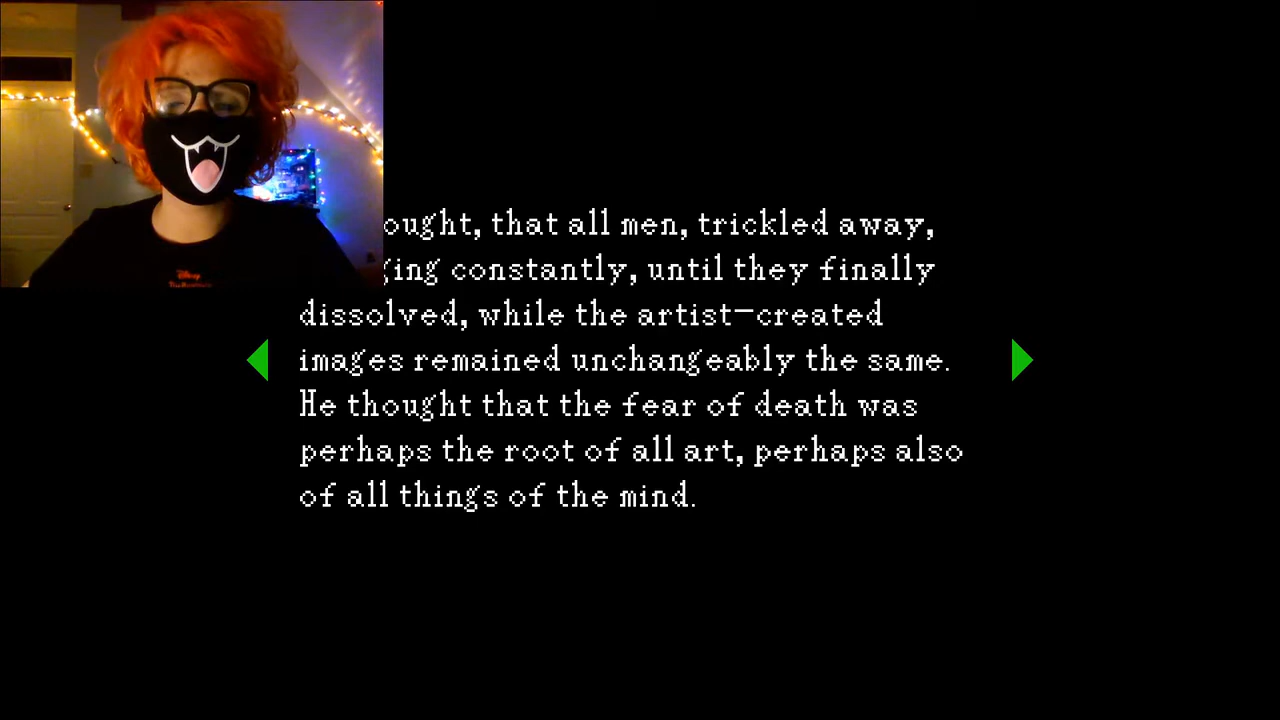 ought, that all men, trickled away,
ging constantly, until they finally
dissolved, while the artist-created
images remained unchangeably the same.
He thought that the fear of death was
perhaps the root of all art, perhaps also
of all things of the mind.
Disney